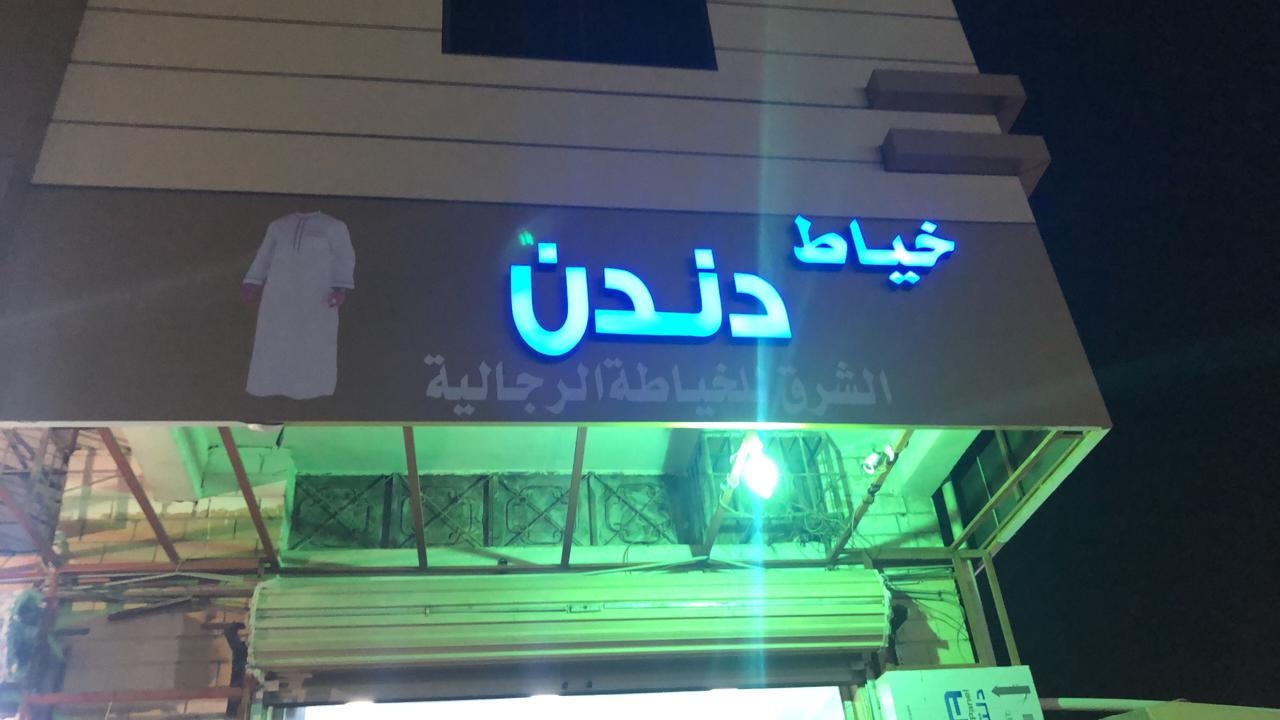 خياط
دندن
الشرق للخياطة الرجالية